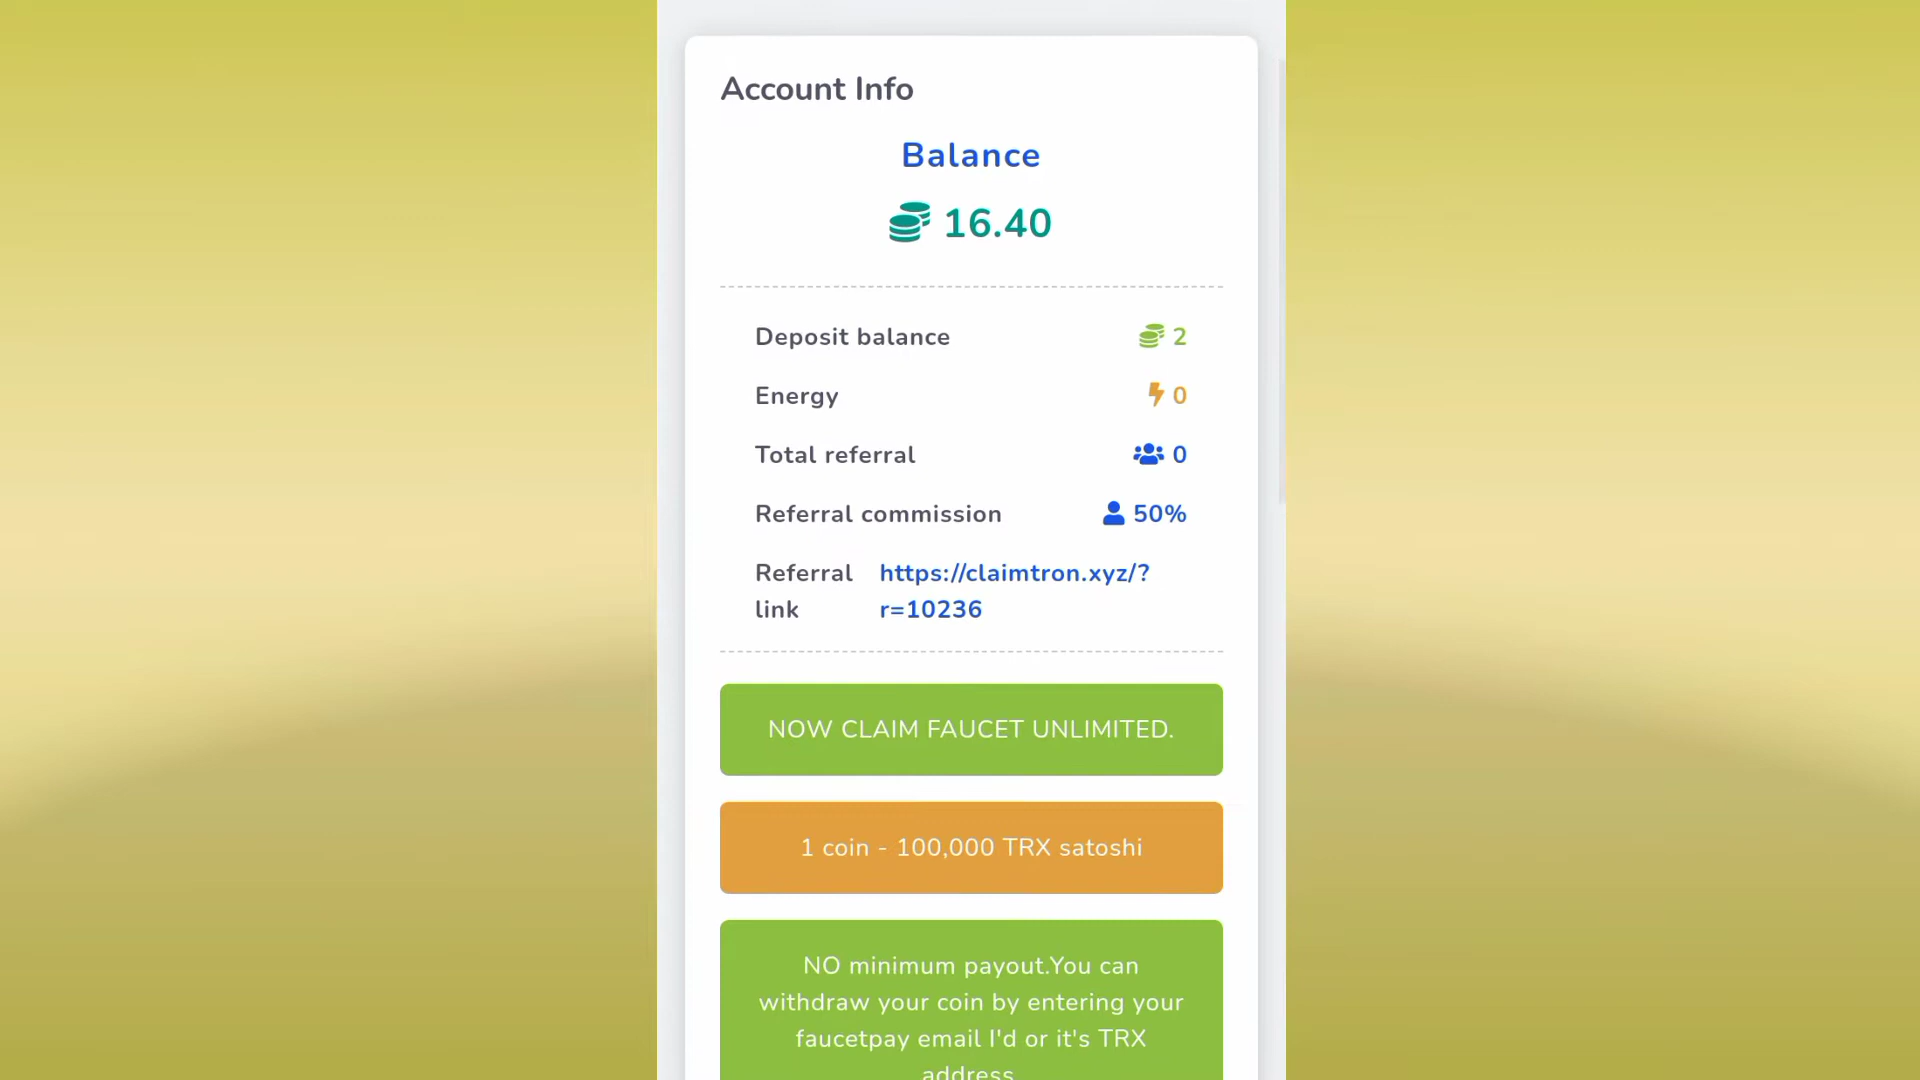 Account Info
Balance
16.40
Deposit balance 2
Energy 0
Total referral 0
Referral commission 50%
Referral https://claimtron.xyz/?
link r=10236
NOW CLAIM FAUCET UNLIMITED.
1 coin - 100,000 TRX satoshi
NO minimum payout.You can
withdraw your coin by entering your
faucetpay email I'd or it's TRX
address